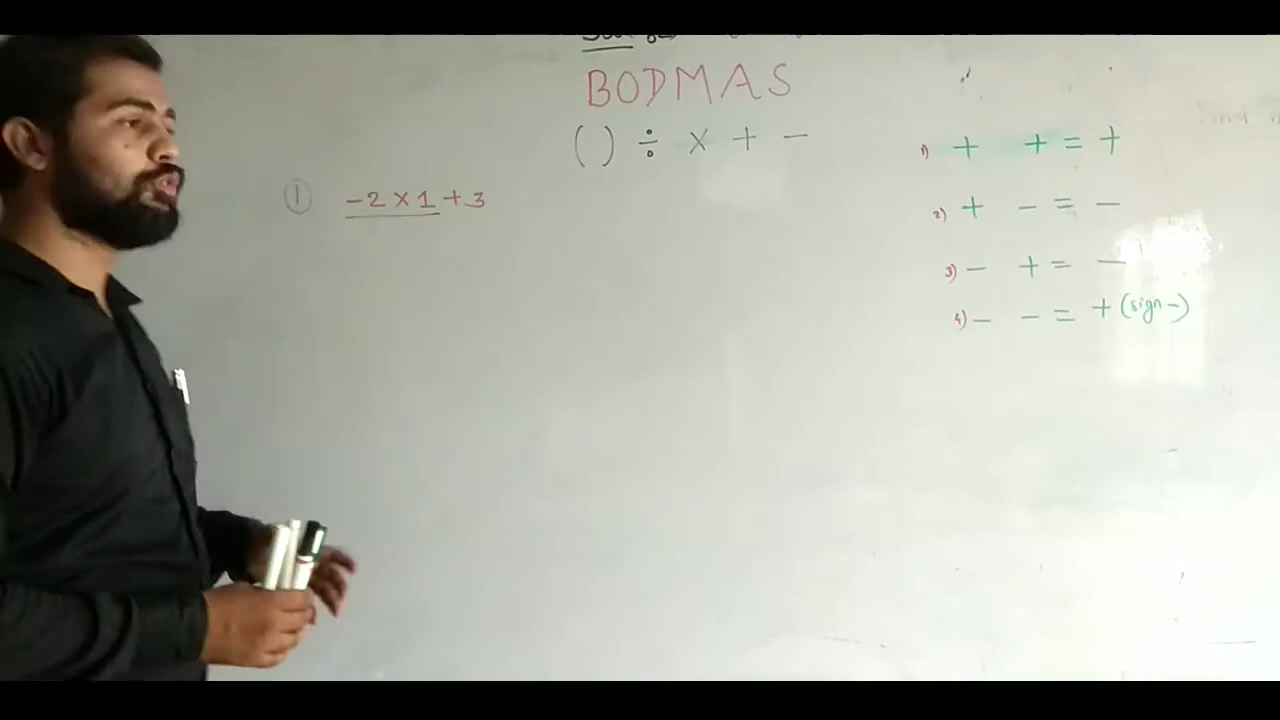 BODMAS
( ) ÷ × + -
① -2 × 1 + 3
1) + + = +
2) + - = -
3) - + = -
4) - - = + (sign -)